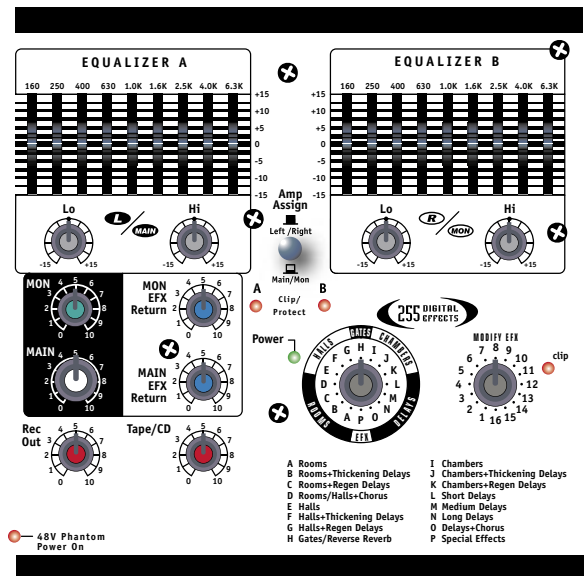 EQUALIZER A
EQUALIZER B
160 250 400 630 1.0K 1.6K 2.5K 4.0K 6.3K
160 250 400 630 1.0K 1.6K 2.5K 4.0K 6.3K
+15 +15
+10 +10
+5 +5
0 0
-5 -5
-10 -10
-15 -15
Lo
L/MAIN
Hi
-15 +15
-15 +15
Amp
Assign
Left /Right
Main/Mon
Lo
R/MON
Hi
-15 +15
-15 +15
A
Clip/
Protect
B
MON
0 1 2 3 4 5 6 7 8 9 10
MON
EFX
Return
0 1 2 3 4 5 6 7 8 9 10
MAIN
0 1 2 3 4 5 6 7 8 9 10
MAIN
EFX
Return
0 1 2 3 4 5 6 7 8 9 10
Rec
Out
0 1 2 3 4 5 6 7 8 9 10
Tape/CD
0 1 2 3 4 5 6 7 8 9 10
255 DIGITAL
EFFECTS
Power
HALLS
GATES
CHAMBERS
DELAYS
EFX
ROOMS
A B C D E F G H I J K L M N O P
MODIFY EFX
1 2 3 4 5 6 7 8 9 10 11 12 13 14 15 16
clip
A Rooms
B Rooms+Thickening Delays
C Rooms+Regen Delays
D Rooms/Halls+Chorus
E Halls
F Halls+Thickening Delays
G Halls+Regen Delays
H Gates/Reverse Reverb
I Chambers
J Chambers+Thickening Delays
K Chambers+Regen Delays
L Short Delays
M Medium Delays
N Long Delays
O Delays+Chorus
P Special Effects
48V Phantom
Power On